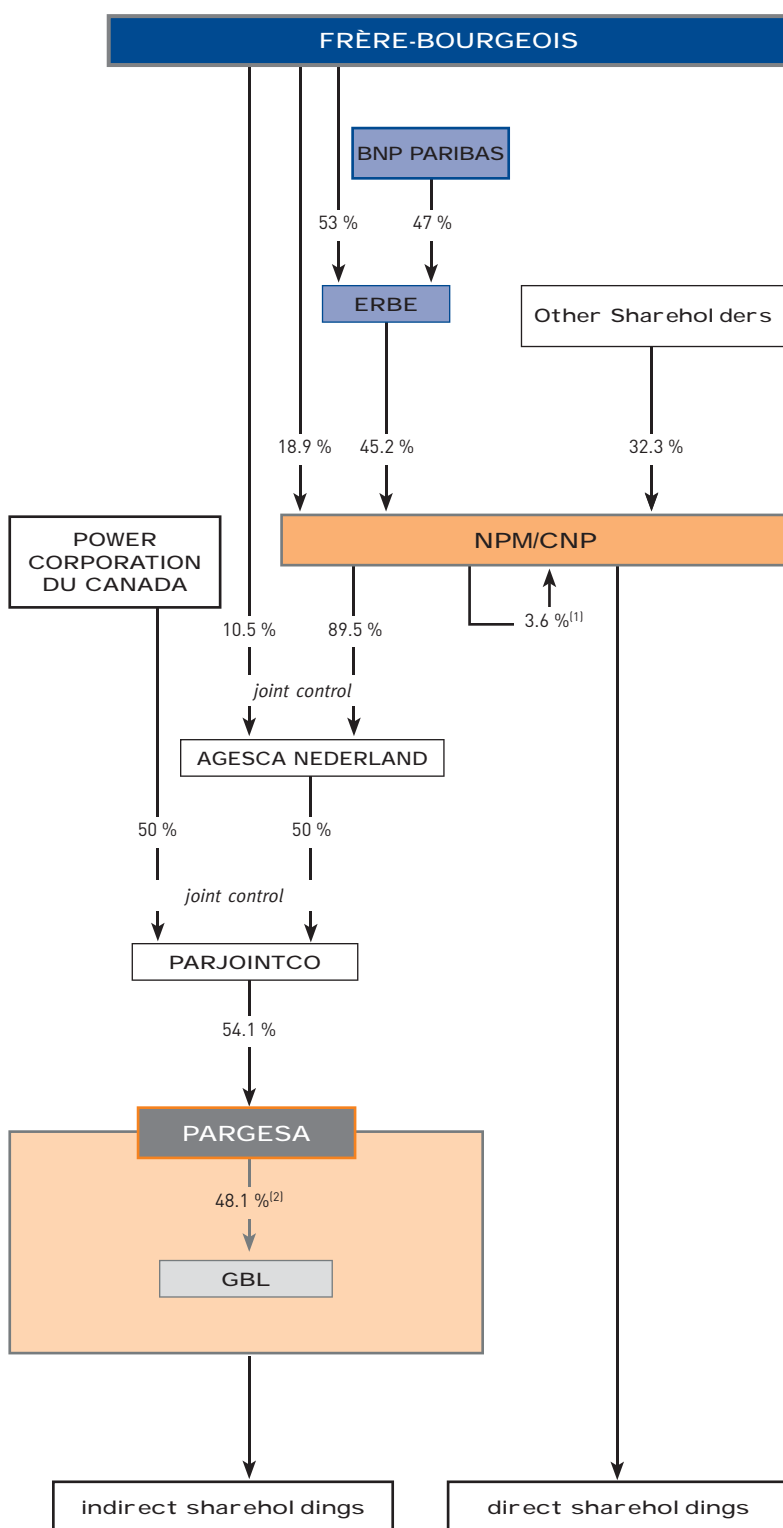 FRÈRE-BOURGEOIS
BNP PARIBAS
53 %
47 %
ERBE
Other Shareholders
18.9 %
45.2 %
32.3 %
POWER
CORPORATION
DU CANADA
NPM/CNP
10.5 %
89.5 %
3.6 %(1)
joint control
AGESCA NEDERLAND
50 %
50 %
joint control
PARJOINTCO
54.1 %
PARGESA
48.1 %(2)
GBL
indirect shareholdings
direct shareholdings